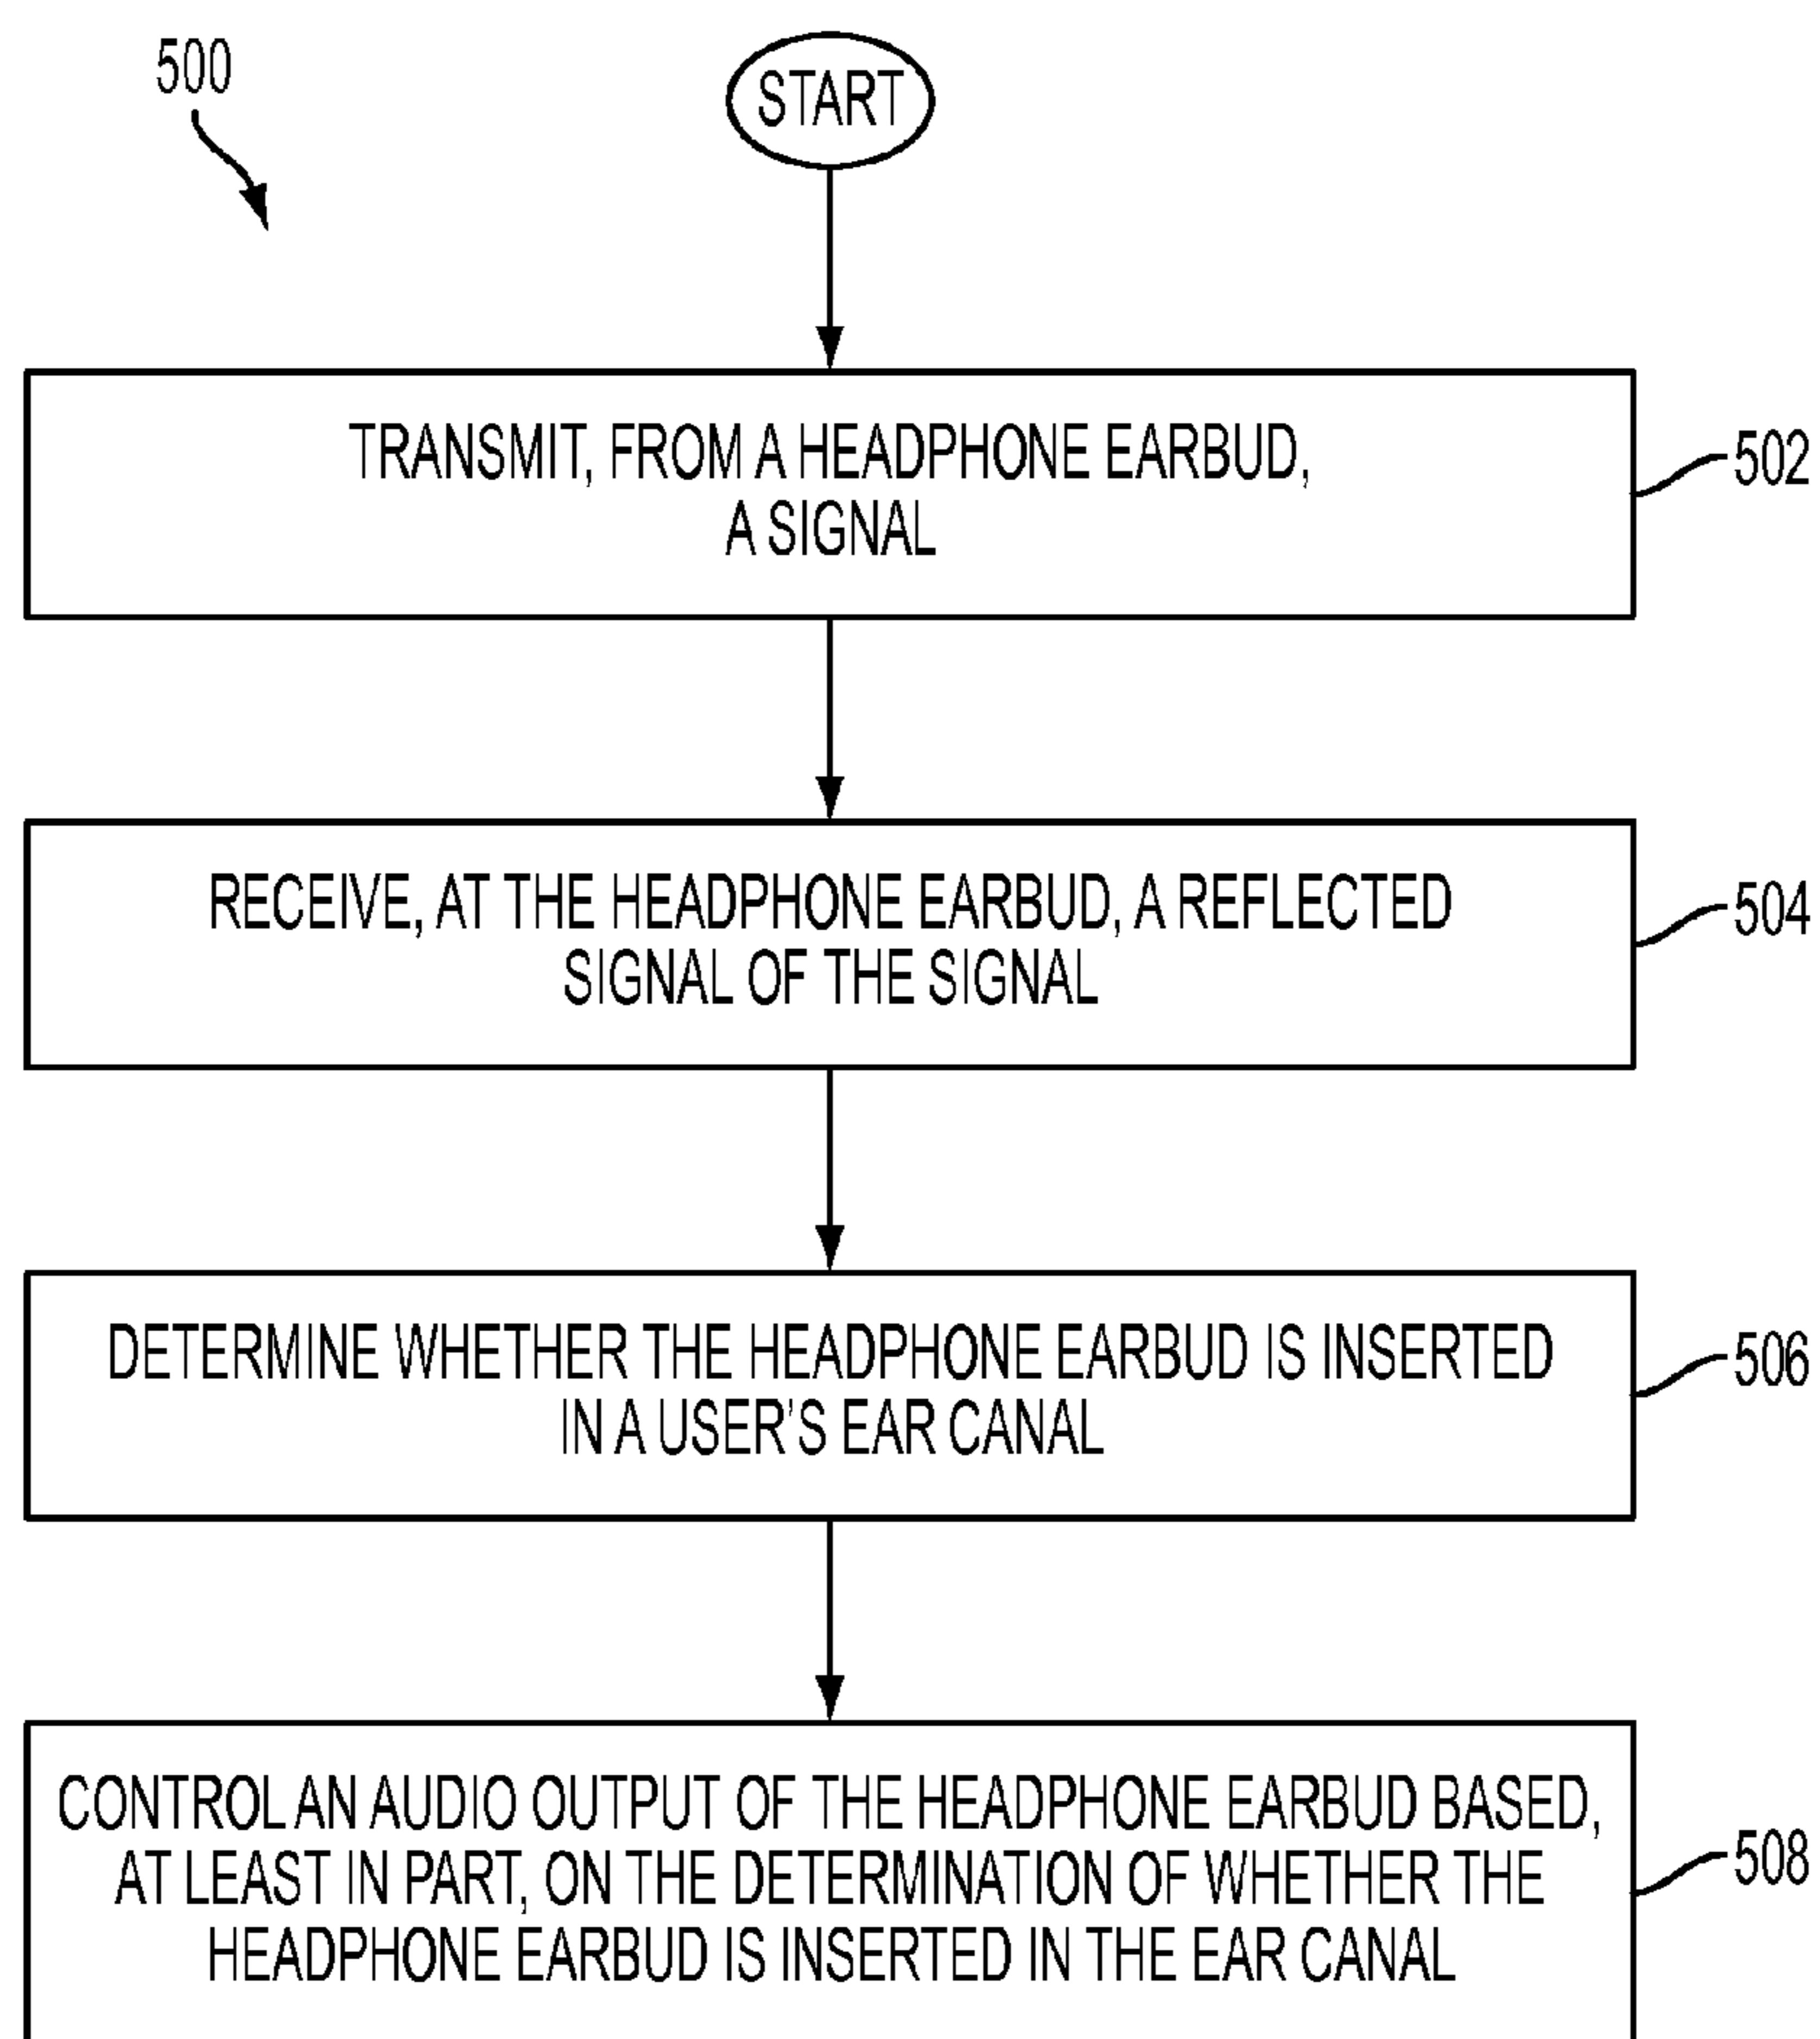 500
START
TRANSMIT, FROM A HEADPHONE EARBUD,
A SIGNAL
502
RECEIVE, AT THE HEADPHONE EARBUD, A REFLECTED
SIGNAL OF THE SIGNAL
504
DETERMINE WHETHER THE HEADPHONE EARBUD IS INSERTED
IN A USER'S EAR CANAL
506
CONTROL AN AUDIO OUTPUT OF THE HEADPHONE EARBUD BASED,
AT LEAST IN PART, ON THE DETERMINATION OF WHETHER THE
HEADPHONE EARBUD IS INSERTED IN THE EAR CANAL
508